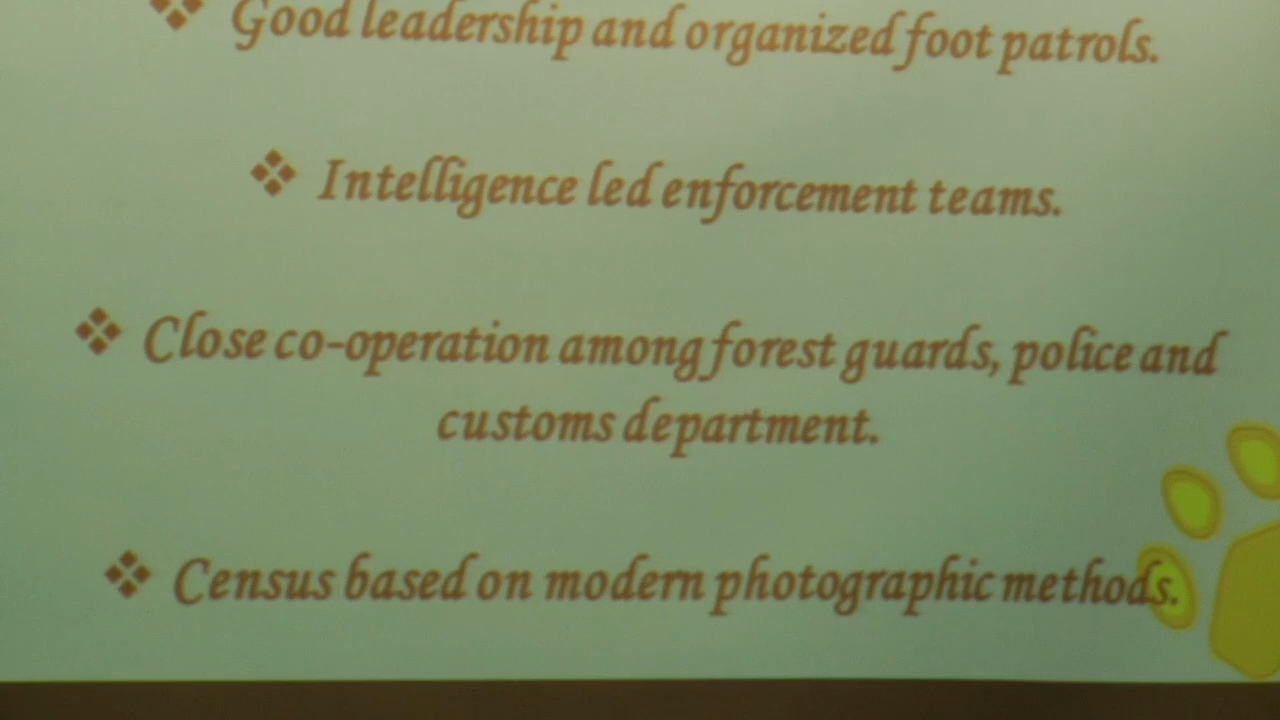 ❖ Good leadership and organized foot patrols.
❖ Intelligence led enforcement teams.
❖ Close co-operation among forest guards, police and
customs department.
❖ Census based on modern photographic methods.